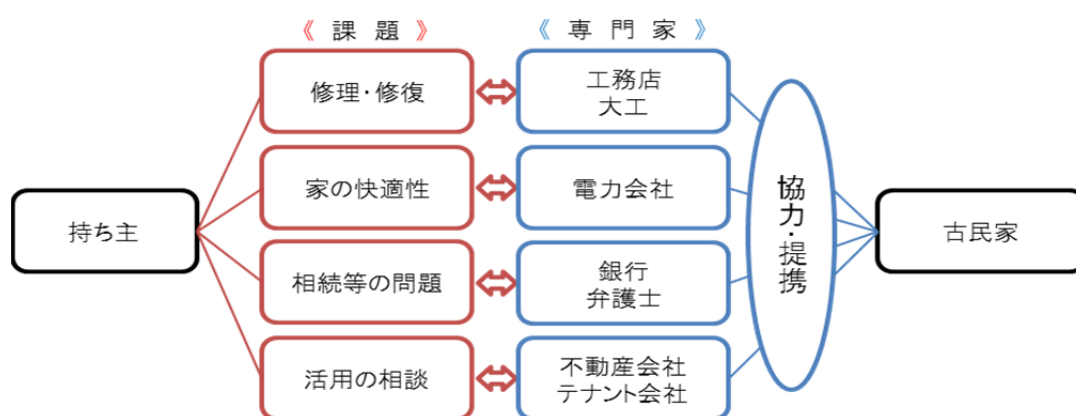 《 課 題 》
《 専 門 家 》
修理・修復
工務店
大工
家の快適性
電力会社
持ち主
協力・提携
古民家
相続等の問題
銀行
弁護士
活用の相談
不動産会社
テナント会社